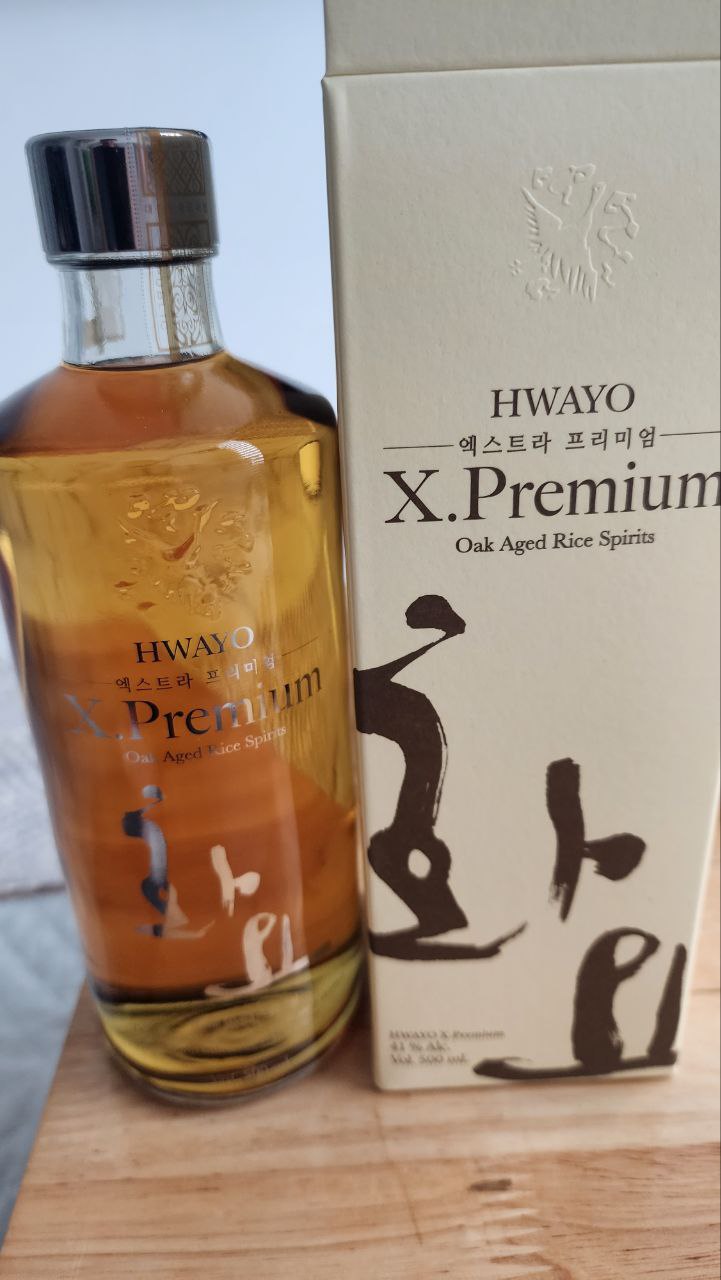 HWAYO
엑스트라 프리미엄
X.Premium
Oak Aged Rice Spirits
화
요
HWAYO
엑스트라 프리미엄
X.Premium
Oak Aged Rice Spirits
화
요
HWAYO X.Premium
41 % Alc.
Vol. 500 mL